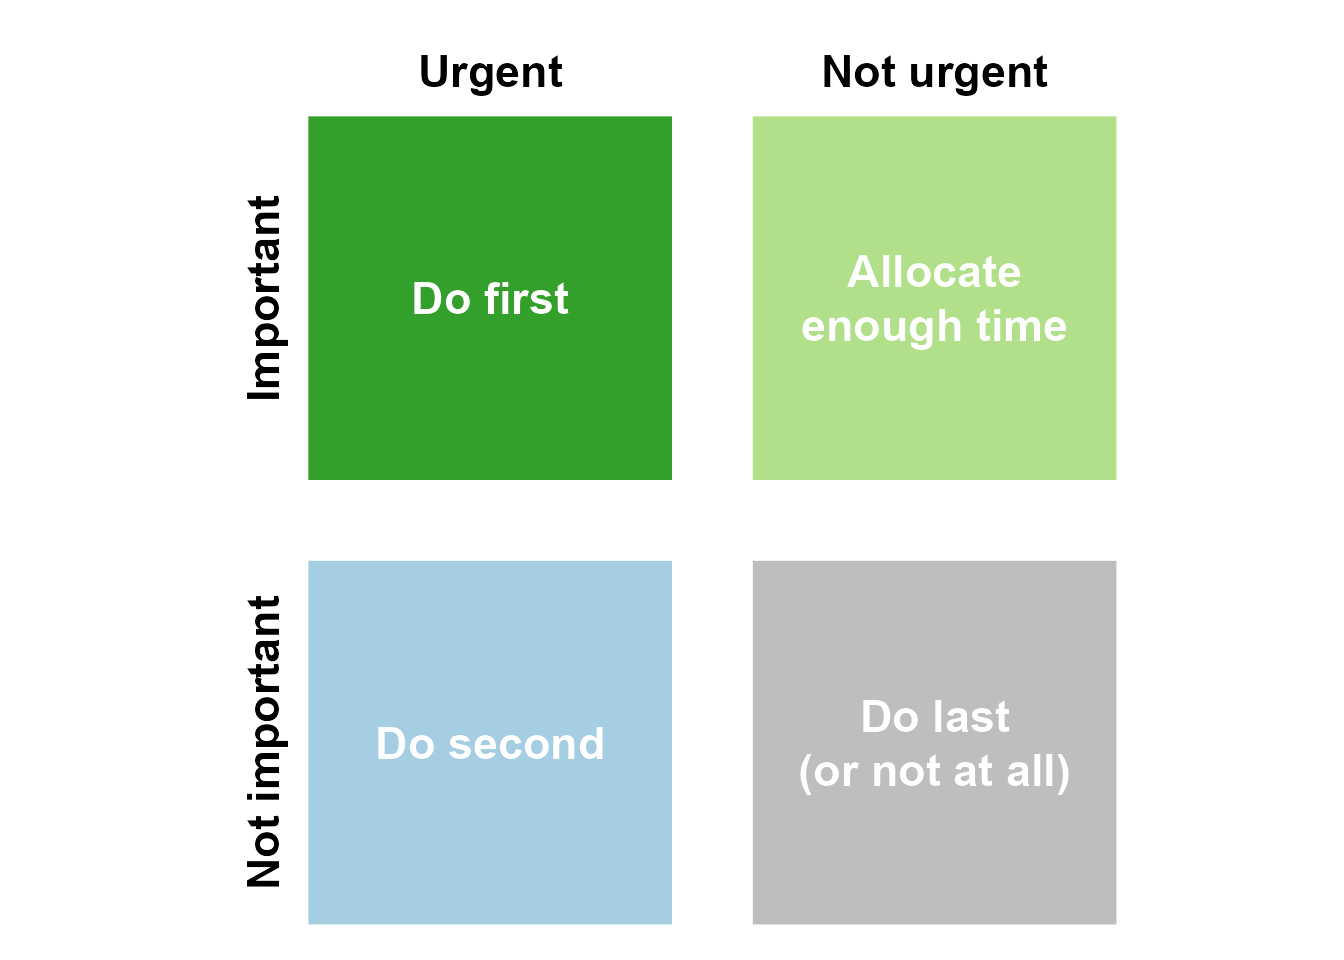 Urgent
Not urgent
Important
Do first
Allocate
enough time
Not important
Do second
Do last
(or not at all)